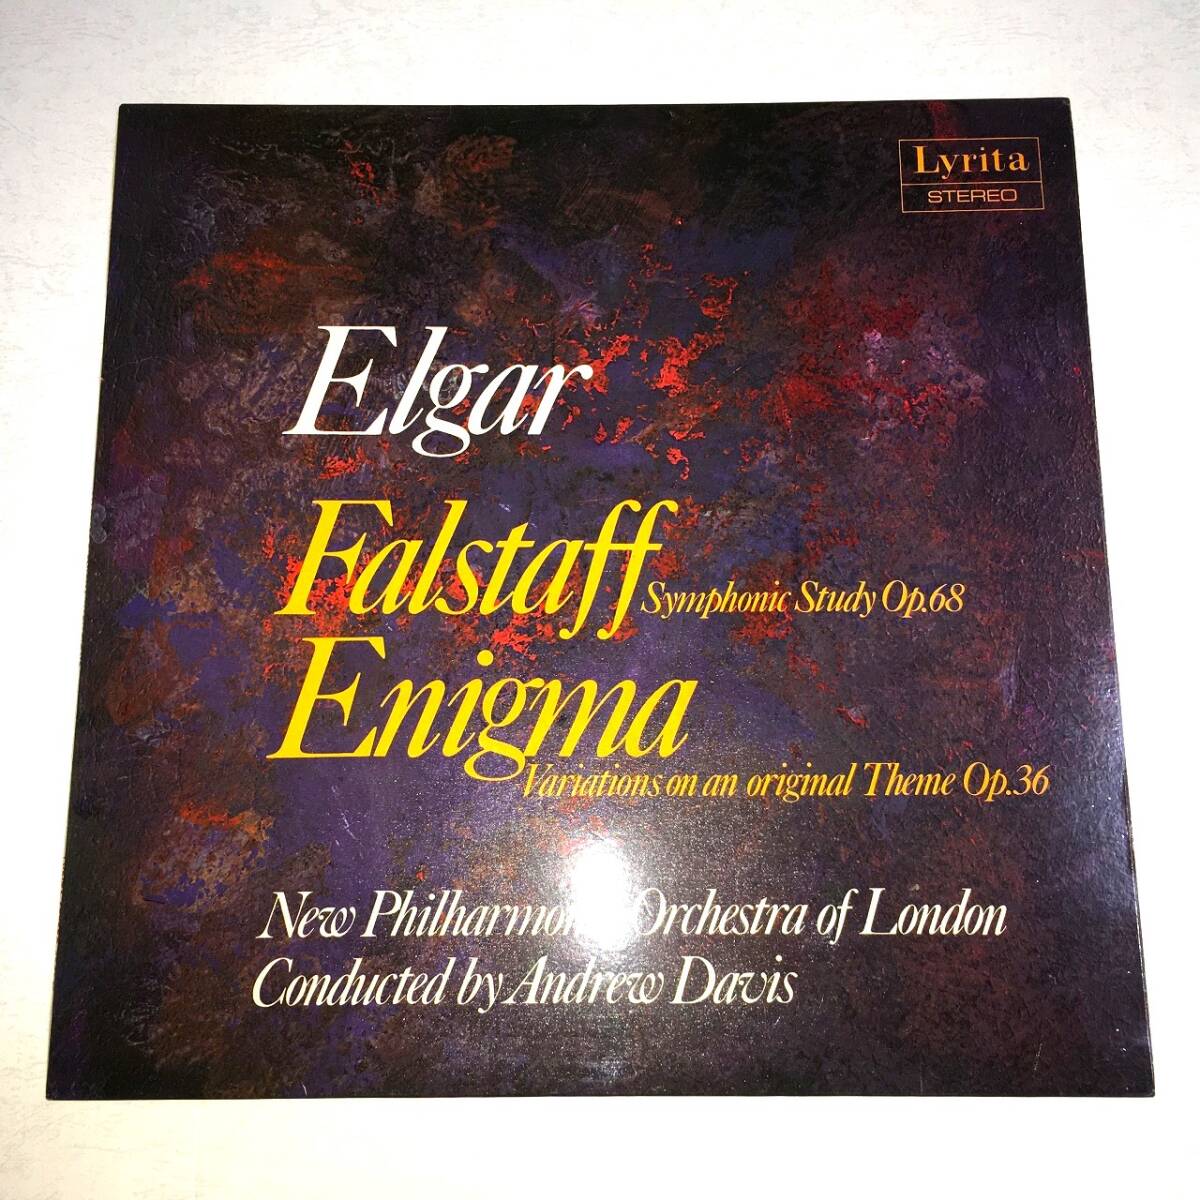 Lyrita
STEREO
Elgar
Falstaff Symphonic Study Op.68
Enigma
Variations on an original Theme Op.36
New Philharmonic Orchestra of London
Conducted by Andrew Davis